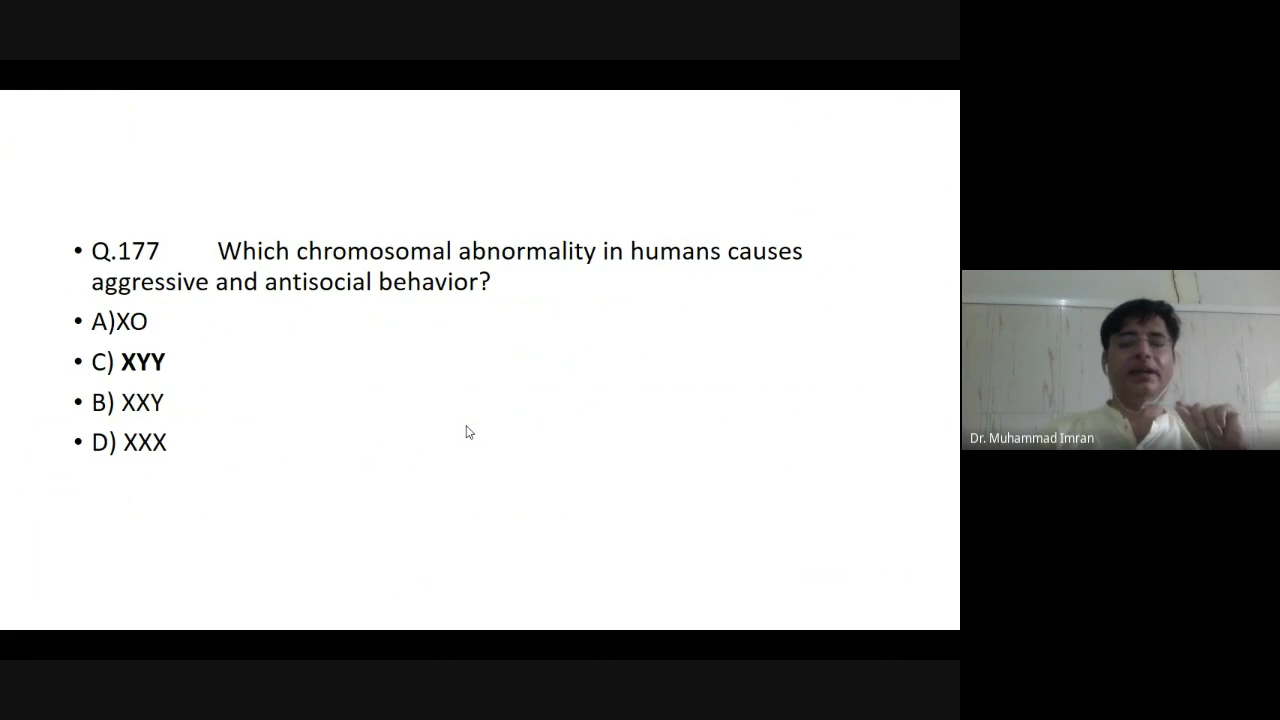 • Q.177 Which chromosomal abnormality in humans causes
aggressive and antisocial behavior?
• A)XO
• C) XYY
• B) XXY
• D) XXX
Dr. Muhammad Imran